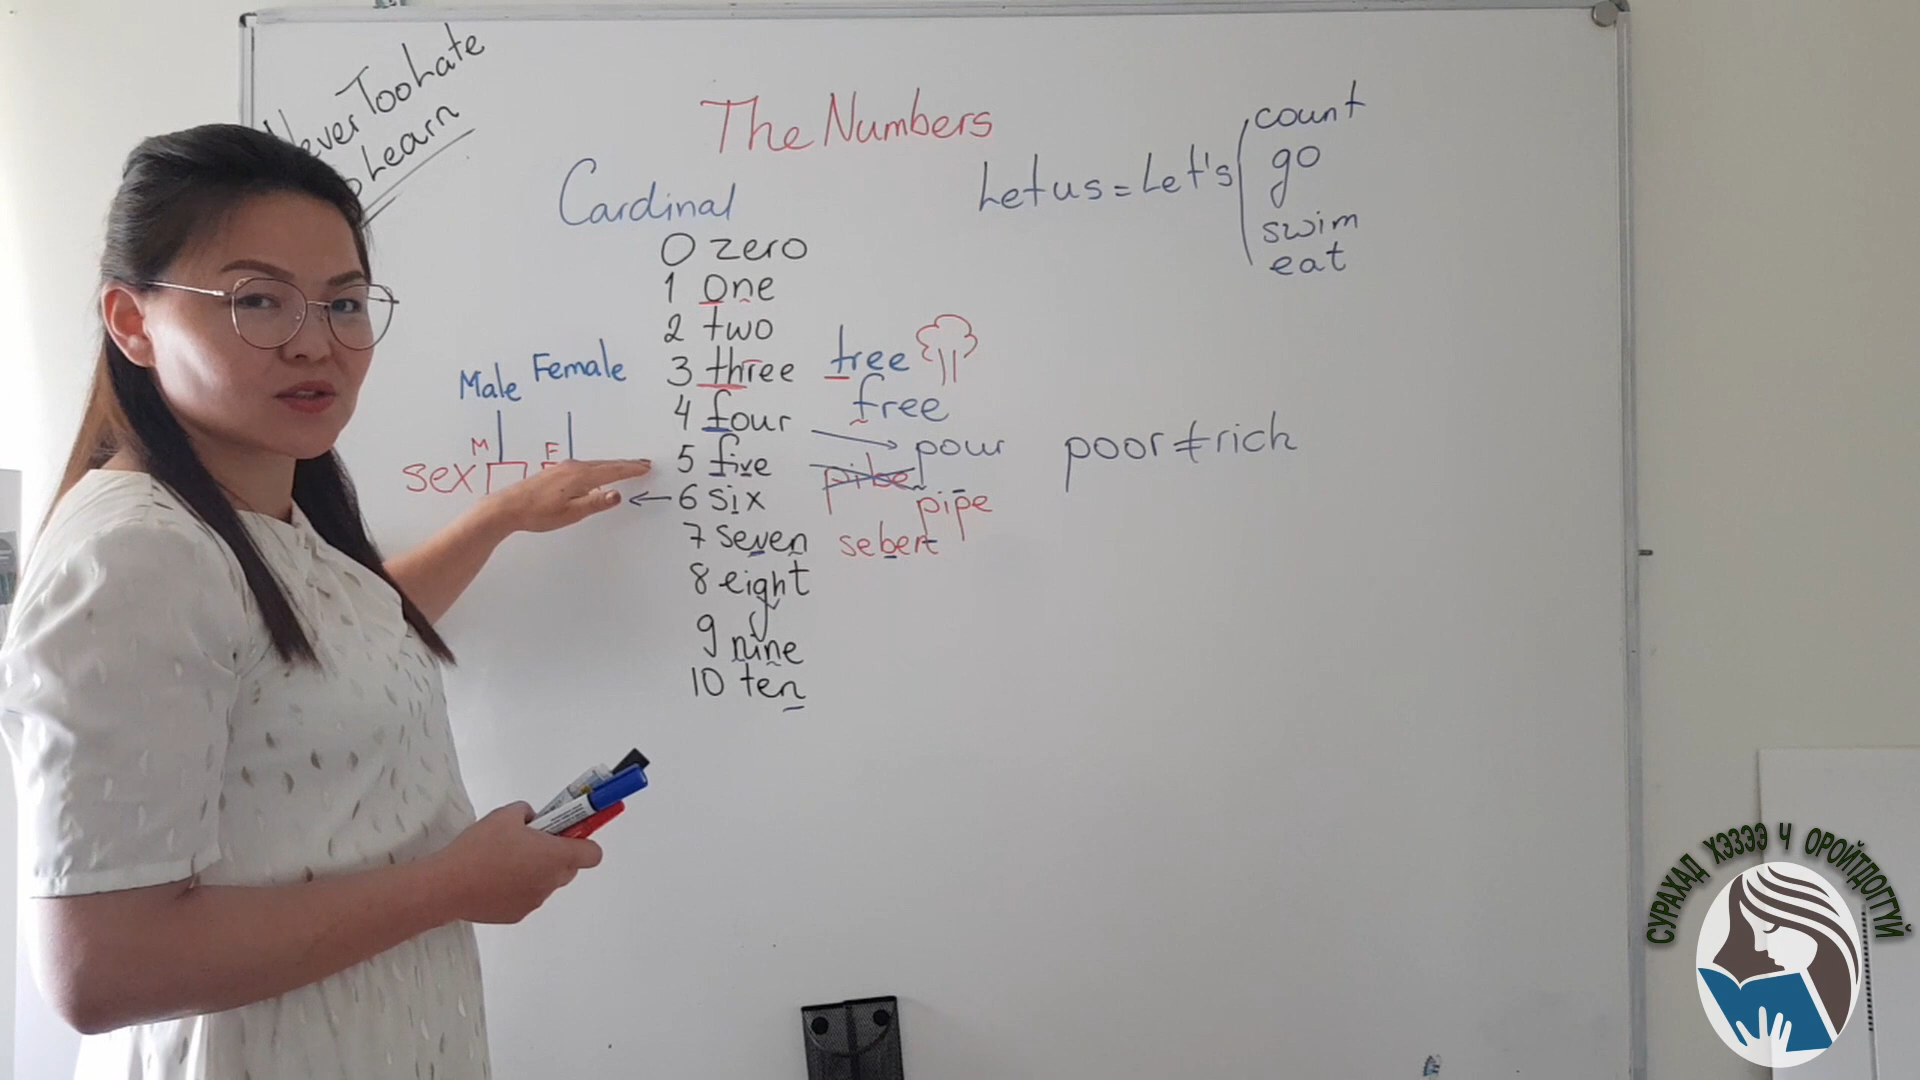 Never Too Late
Learn
The Numbers
Cardinal
0 zero
1 One
2 two
3 three
4 four
5 five
6 six
7 seven
8 eight
9 nine
10 ten
tree
free
pour
pibe
pipe
sebert
poor ≠ rich
Let us = Let's
count
go
swim
eat
Male Female
M F
sex
СУРАХАД ХЭЗЭЭ Ч ОРОЙТДОГГҮЙ